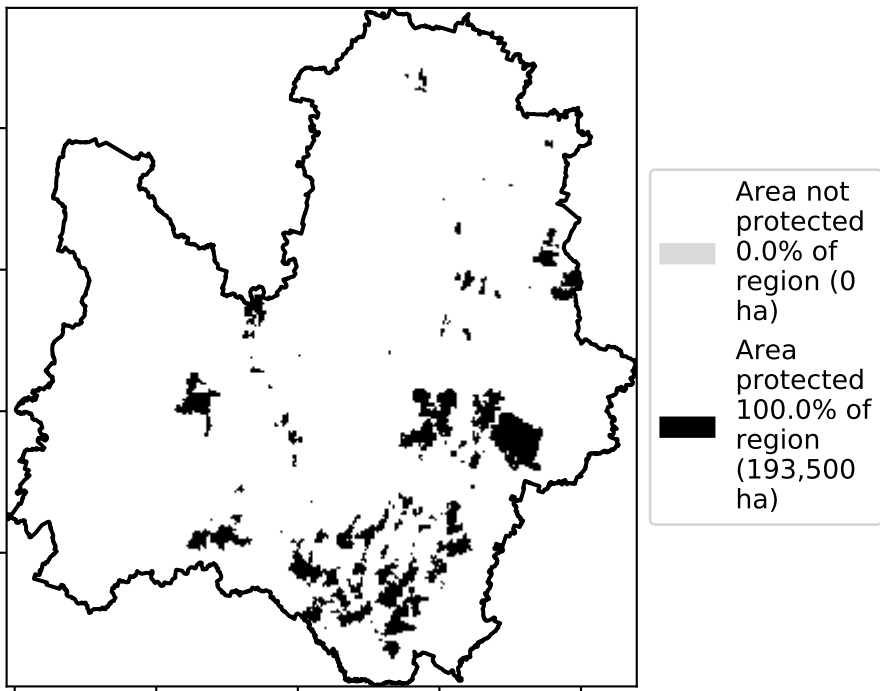 Area not
protected
0.0% of
region (0
ha)
Area
protected
100.0% of
region
(193,500
ha)